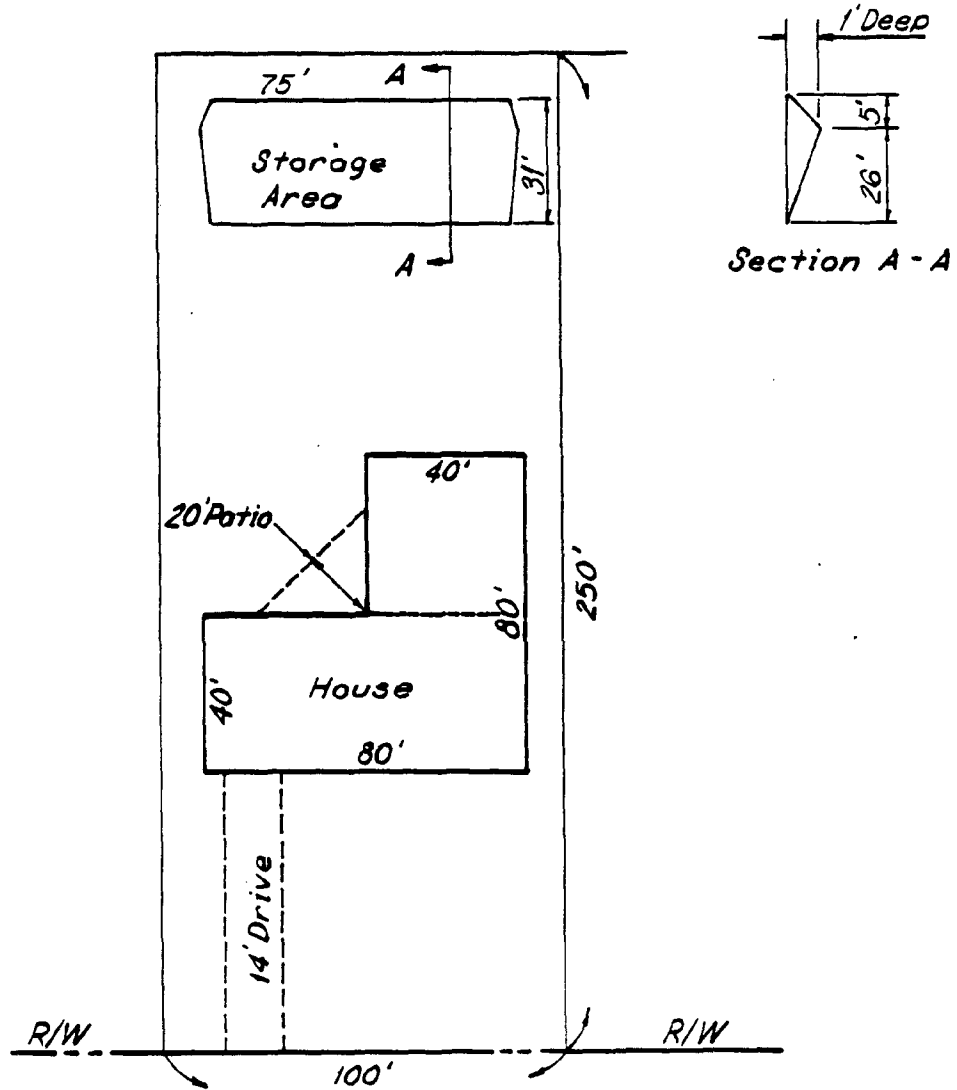 1' Deep
A
75'
5'
Storage
Area
31'
26'
A
Section A-A
40'
20' Patio
80'
250'
House
40'
80'
14' Drive
R/W
R/W
100'